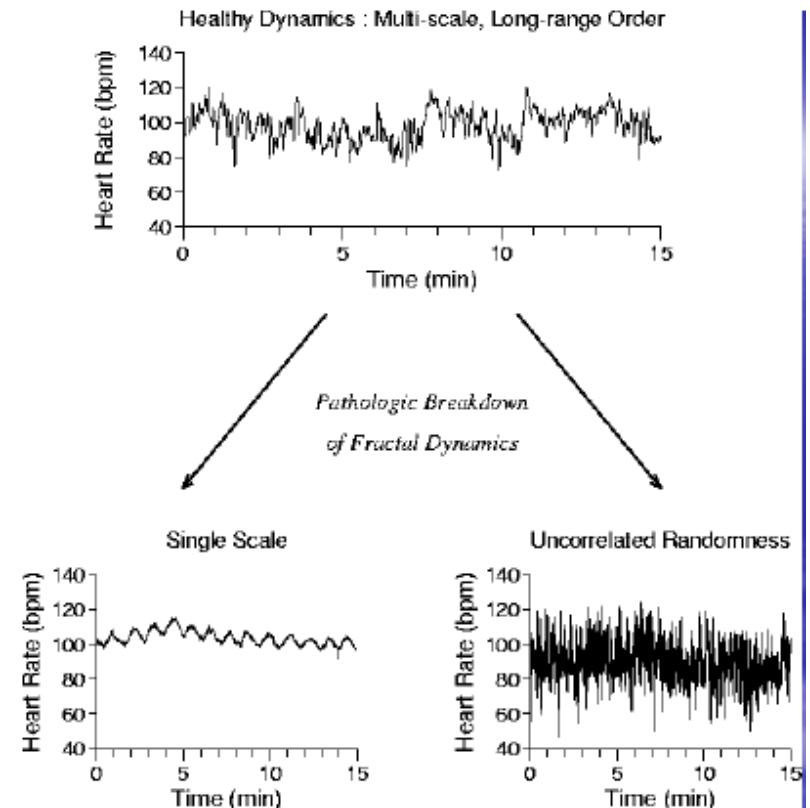 Healthy Dynamics : Multi-scale, Long-range Order
Heart Rate (bpm)
140
120
100
80
60
40
0 5 10 15
Time (min)
Pathologic Breakdown
of Fractal Dynamics
Single Scale
Heart Rate (bpm)
140
120
100
80
60
40
0 5 10 15
Time (min)
Uncorrelated Randomness
Heart Rate (bpm)
140
120
100
80
60
40
0 5 10 15
Time (min)